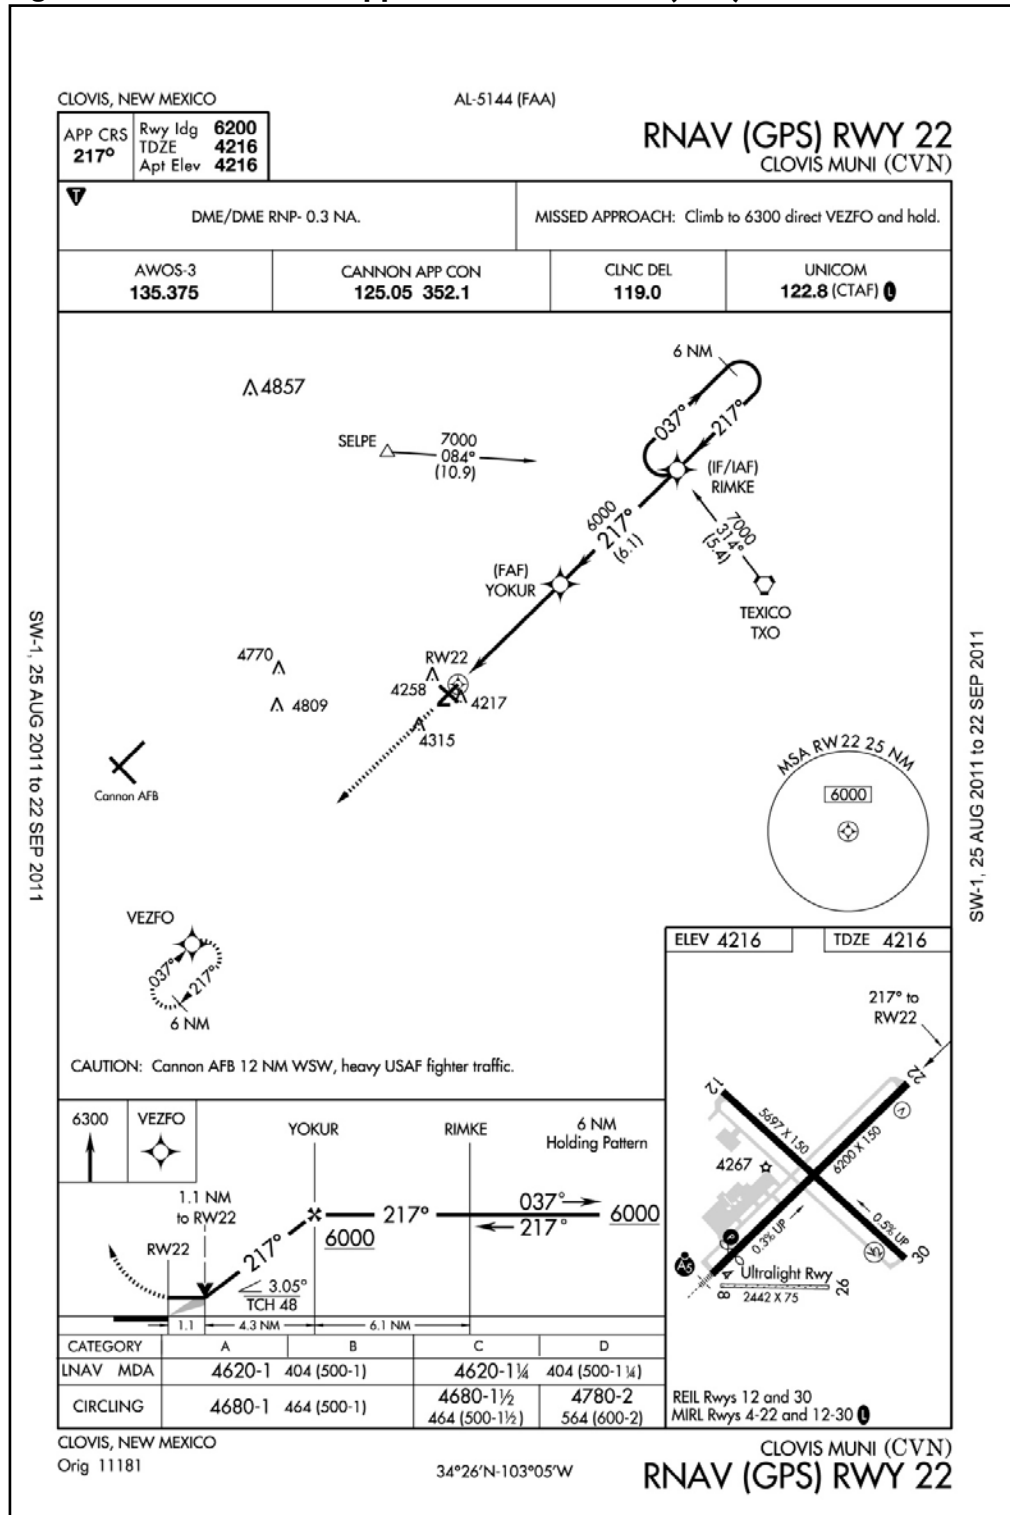 CLOVIS, NEW MEXICO
AL-5144 (FAA)
APP CRS
217°
Rwy ldg 6200
TDZE 4216
Apt Elev 4216
RNAV (GPS) RWY 22
CLOVIS MUNI (CVN)
T
DME/DME RNP- 0.3 NA.
MISSED APPROACH: Climb to 6300 direct VEZFO and hold.
AWOS-3
135.375
CANNON APP CON
125.05 352.1
CLNC DEL
119.0
UNICOM
122.8 (CTAF) L
6 NM
4857
037°
217°
SELPE
7000
084°
(10.9)
(IF/IAF)
RIMKE
6000
217°
(6.1)
7000
314°
(5.4)
(FAF)
YOKUR
TEXICO
TXO
RW22
4770
4258
4217
4809
4315
Cannon AFB
MSA RW22 25 NM
6000
SW-1, 25 AUG 2011 to 22 SEP 2011
SW-1, 25 AUG 2011 to 22 SEP 2011
VEZFO
037°
217°
6 NM
CAUTION: Cannon AFB 12 NM WSW, heavy USAF fighter traffic.
ELEV 4216
TDZE 4216
217° to
RW22
12
22
5697 X 150
6200 X 150
4267
0.3% UP
0.5% UP
30
P
A5
Ultralight Rwy
8
2442 X 75
26
V
REIL Rwys 12 and 30
MIRL Rwys 4-22 and 12-30 L
6300
VEZFO
YOKUR
RIMKE
6 NM
Holding Pattern
1.1 NM
to RW22
RW22
217°
6000
217°
037°
217°
6000
3.05°
TCH 48
1.1
4.3 NM
6.1 NM
CATEGORY A B C D
LNAV MDA 4620-1 404 (500-1) 4620-1¼ 404 (500-1¼)
CIRCLING 4680-1 464 (500-1) 4680-1½ 464 (500-1½) 4780-2 564 (600-2)
CLOVIS, NEW MEXICO
Orig 11181
34°26'N-103°05'W
CLOVIS MUNI (CVN)
RNAV (GPS) RWY 22